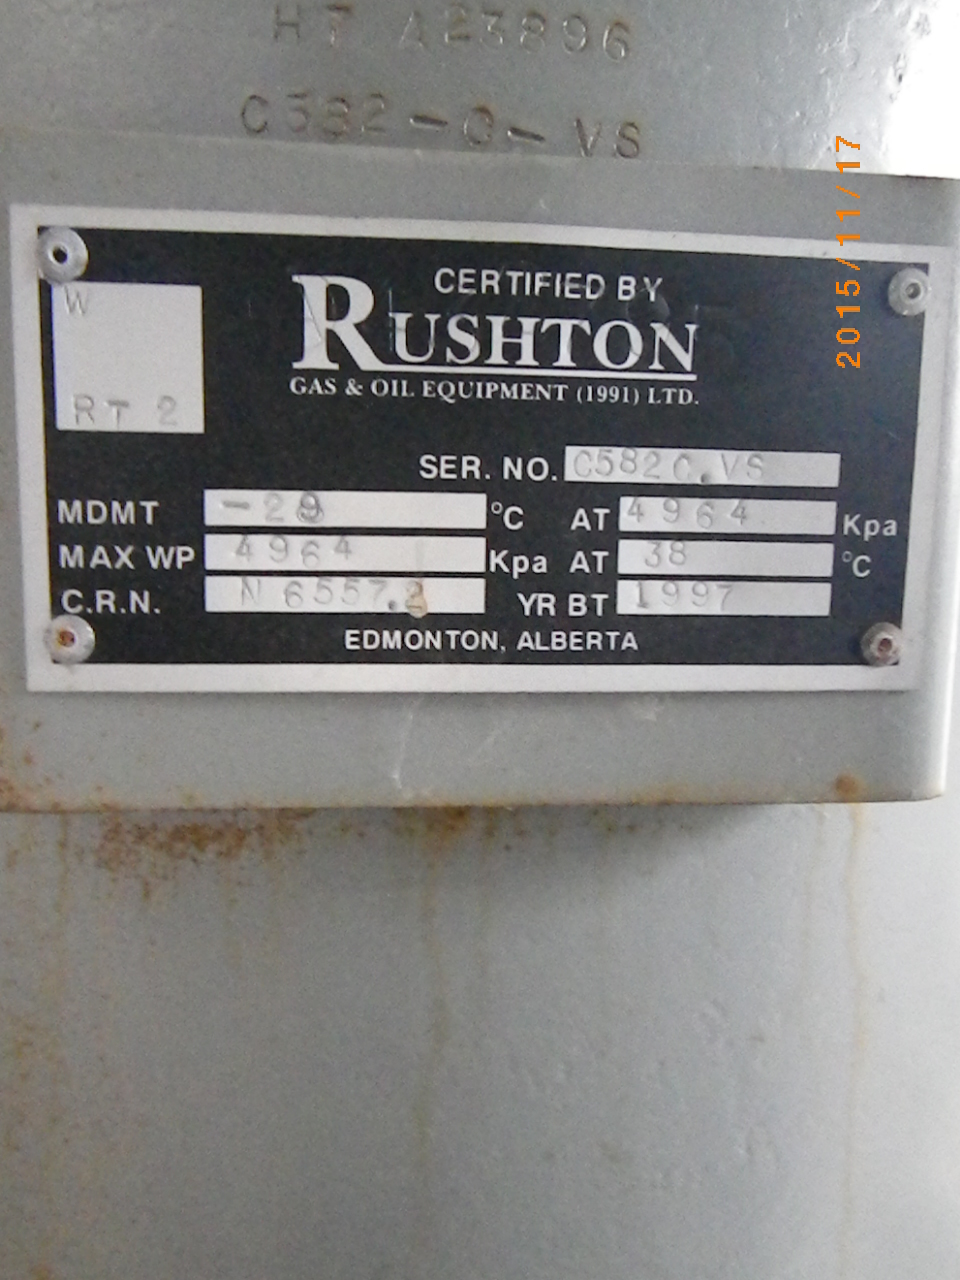 HT A23896
C582-0-VS
2015/11/17
W
RT 2
CERTIFIED BY
RUSHTON
GAS & OIL EQUIPMENT (1991) LTD.
SER. NO. C582C.VS
MDMT -29 °C AT 4964 Kpa
MAX WP 4964 Kpa AT 38 °C
C.R.N. N 6557.2 YR BT 1997
EDMONTON, ALBERTA